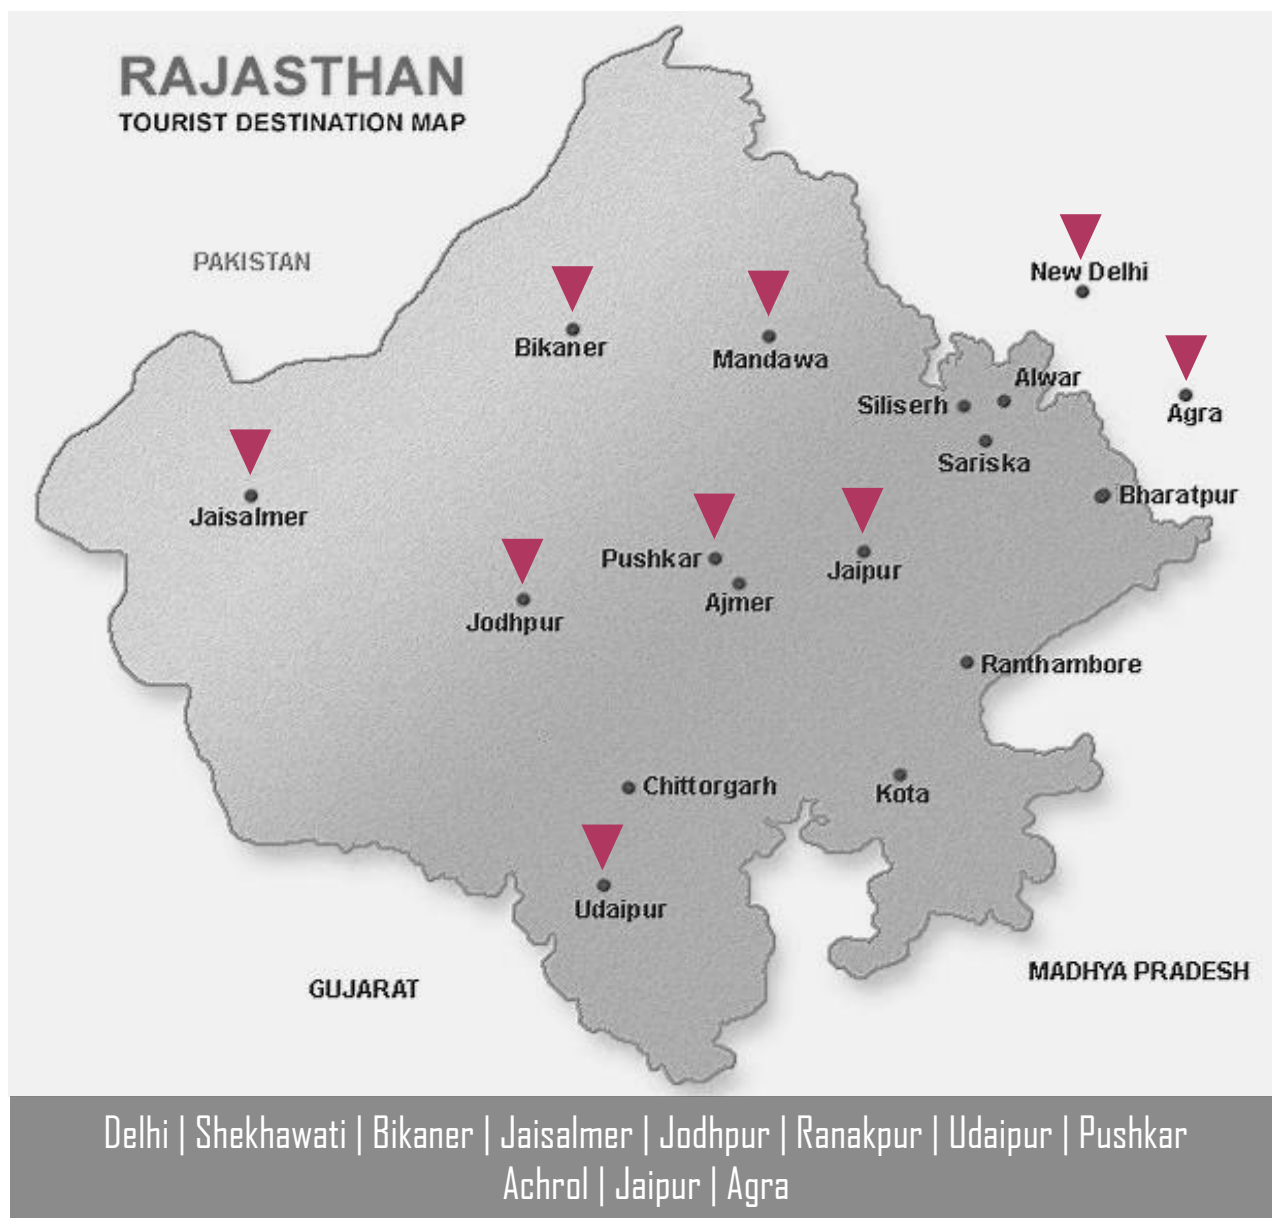 RAJASTHAN
TOURIST DESTINATION MAP
PAKISTAN
New Delhi
Bikaner
Mandawa
Alwar
Siliserh
Agra
Sariska
Bharatpur
Jaisalmer
Pushkar
Jaipur
Ajmer
Jodhpur
Ranthambore
Chittorgarh
Kota
Udaipur
MADHYA PRADESH
GUJARAT
Delhi | Shekhawati | Bikaner | Jaisalmer | Jodhpur | Ranakpur | Udaipur | Pushkar
Achrol | Jaipur | Agra